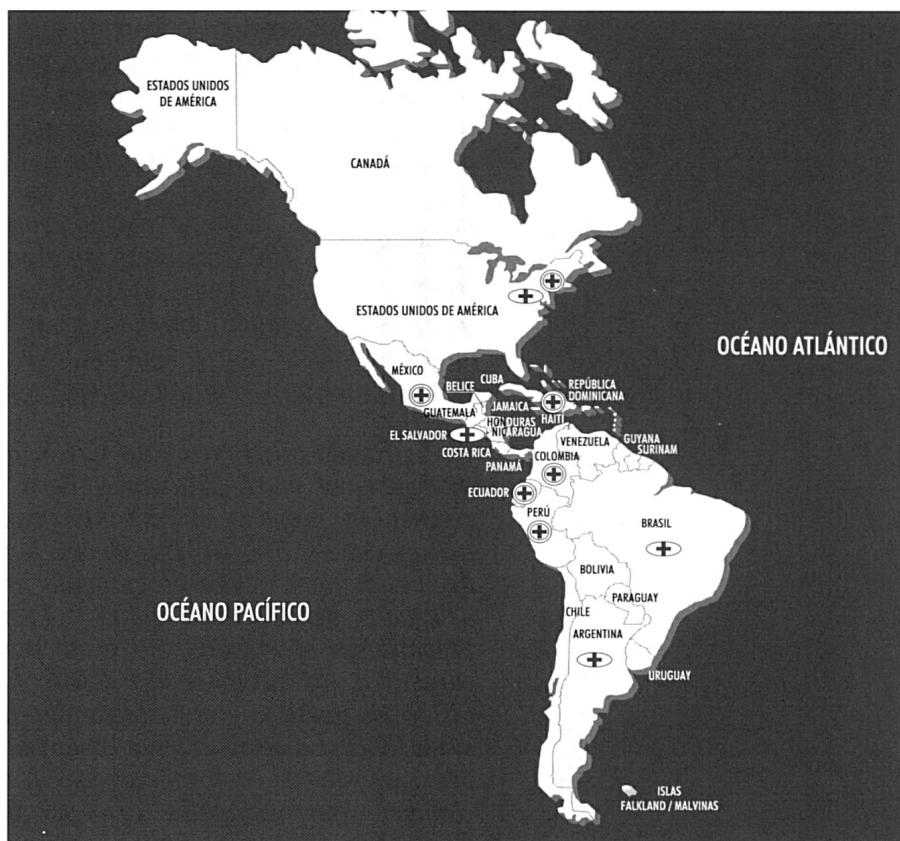 ESTADOS UNIDOS
DE AMÉRICA
CANADÁ
ESTADOS UNIDOS DE AMÉRICA
OCÉANO ATLÁNTICO
MÉXICO
CUBA
BELICE
REPÚBLICA
DOMINICANA
JAMAICA
GUATEMALA
HAITI
HONDURAS
NICARAGUA
EL SALVADOR
COSTA RICA
PANAMÁ
VENEZUELA
GUYANA
SURINAM
COLOMBIA
ECUADOR
PERÚ
BRASIL
BOLIVIA
OCÉANO PACÍFICO
PARAGUAY
CHILE
ARGENTINA
URUGUAY
ISLAS
FALKLAND / MALVINAS